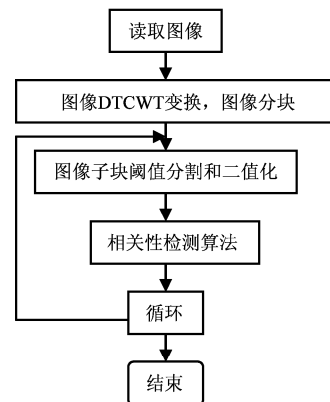 读取图像
图像DTCWT变换，图像分块
图像子块阈值分割和二值化
相关性检测算法
循环
结束